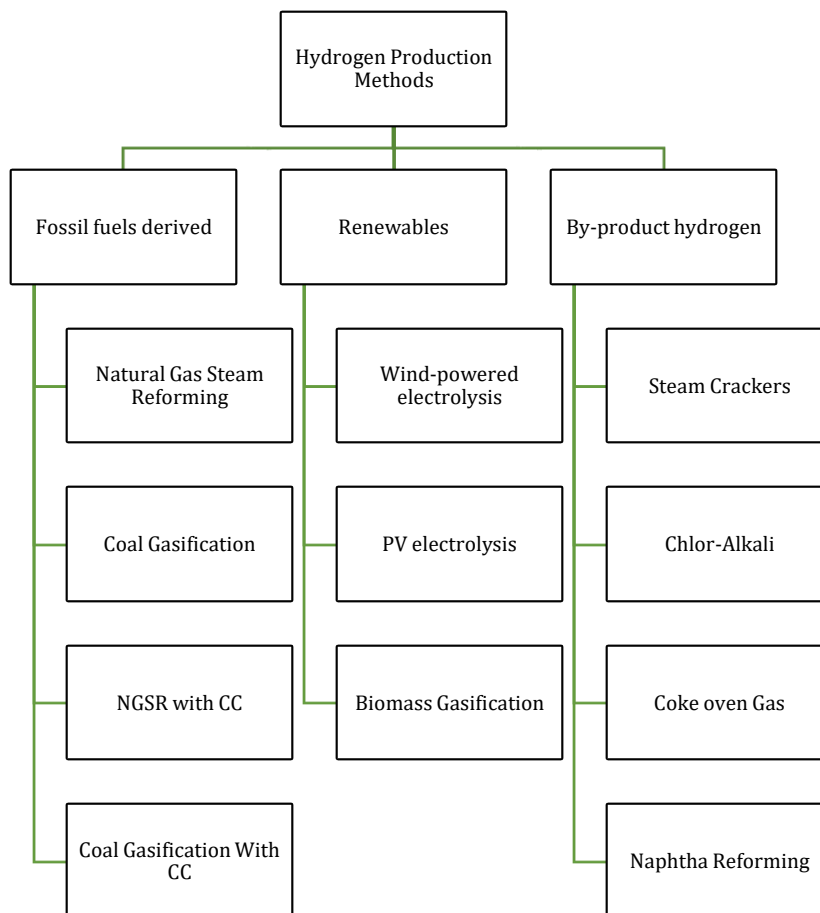 Hydrogen Production
Methods
Fossil fuels derived
Renewables
By-product hydrogen
Natural Gas Steam
Reforming
Wind-powered
electrolysis
Steam Crackers
Coal Gasification
PV electrolysis
Chlor-Alkali
NGSR with CC
Biomass Gasification
Coke oven Gas
Coal Gasification With
CC
Naphtha Reforming